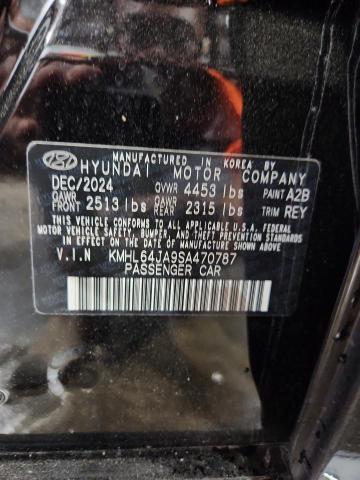 MANUFACTURED IN KOREA BY
HYUNDAI MOTOR COMPANY
DEC/2024 GVWR 4453 lbs PAINT A2B
GAWR FRONT 2513 lbs GAWR REAR 2315 lbs TRIM REY
THIS VEHICLE CONFORMS TO ALL APPLICABLE U.S. FEDERAL
MOTOR VEHICLE SAFETY, BUMPER, AND THEFT PREVENTION STANDARDS
IN EFFECT ON THE DATE OF MANUFACTURE SHOWN ABOVE.
V.I.N KMHL64JA9SA470787
PASSENGER CAR